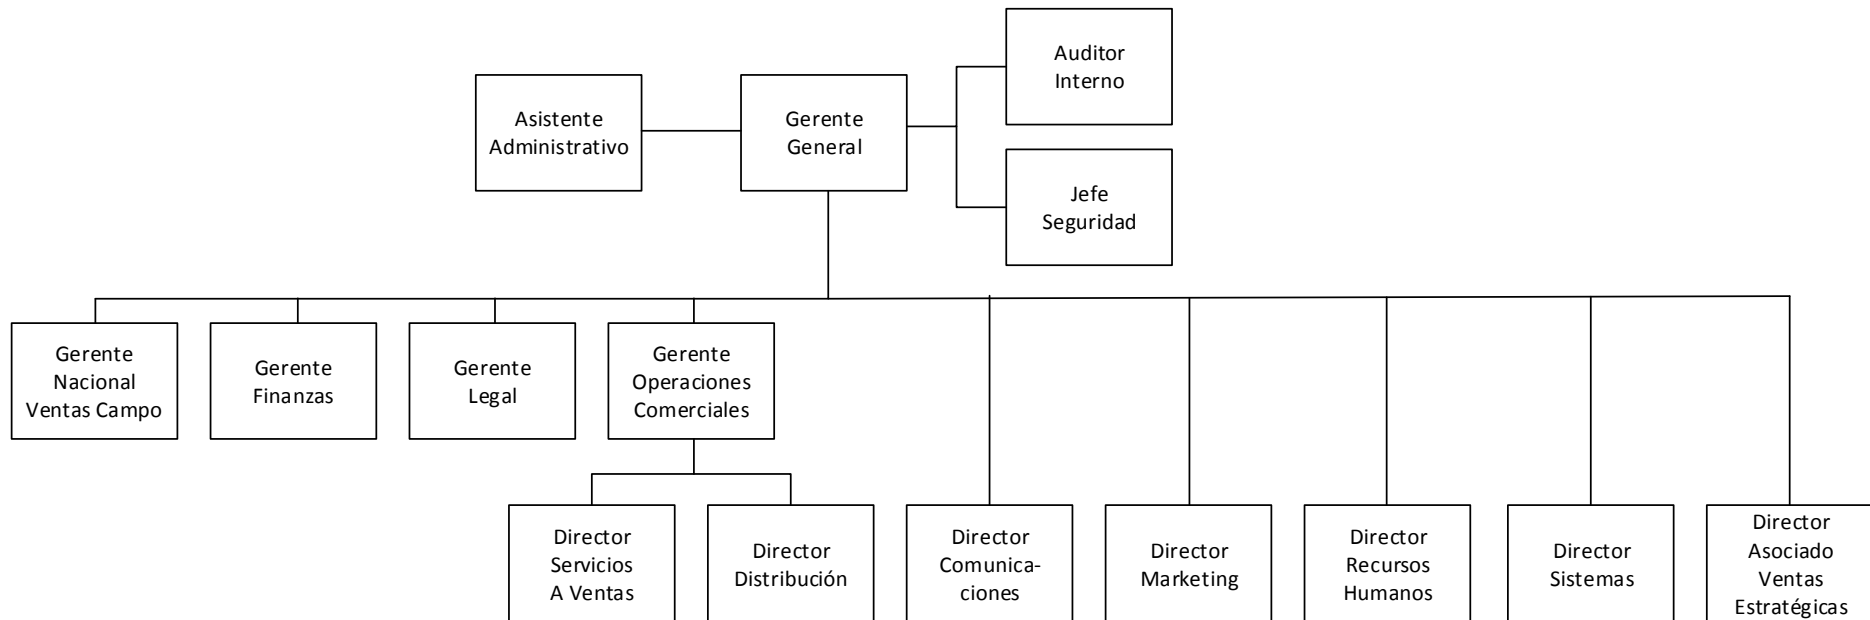 Auditor
Interno
Asistente
Administrativo
Gerente
General
Jefe
Seguridad
Gerente
Nacional
Ventas Campo
Gerente
Finanzas
Gerente
Legal
Gerente
Operaciones
Comerciales
Director
Servicios
A Ventas
Director
Distribución
Director
Comunica-
ciones
Director
Marketing
Director
Recursos
Humanos
Director
Sistemas
Director
Asociado
Ventas
Estratégicas